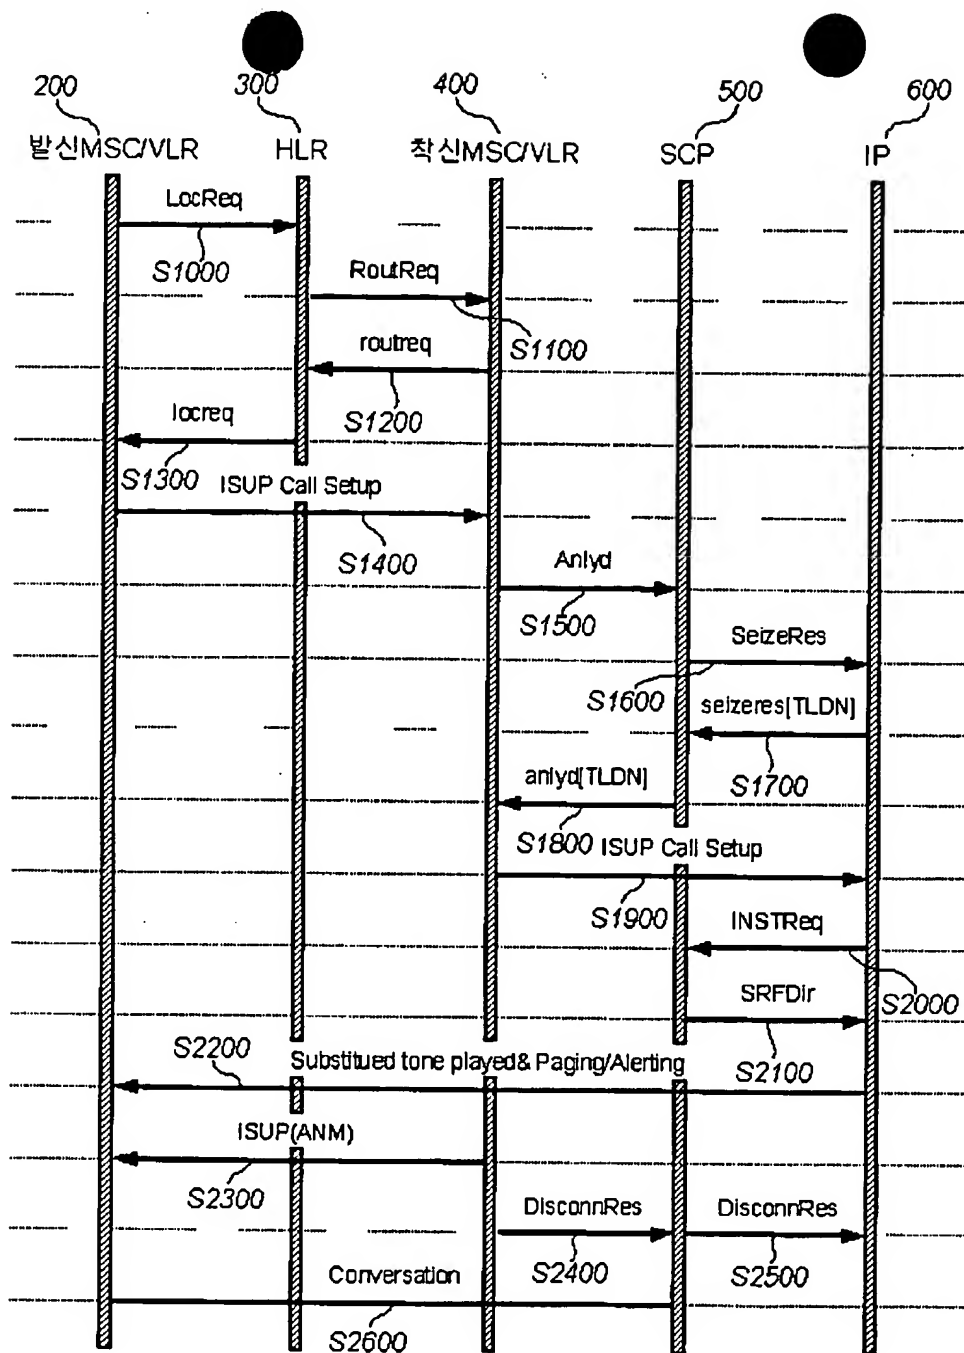 200 300 400 500 600
발신MSC/VLR HLR 착신MSC/VLR SCP IP
LocReq
S1000
RoutReq
S1100
routreq
S1200
locreq
S1300
ISUP Call Setup
S1400
Anlyd
S1500
SeizeRes
S1600
seizeres[TLDN]
S1700
anlyd[TLDN]
S1800
ISUP Call Setup
S1900
INSTReq
S2000
SRFDir
S2100
S2200
Substitued tone played& Paging/Alerting
ISUP(ANM)
S2300
DisconnRes DisconnRes
S2400 S2500
Conversation
S2600